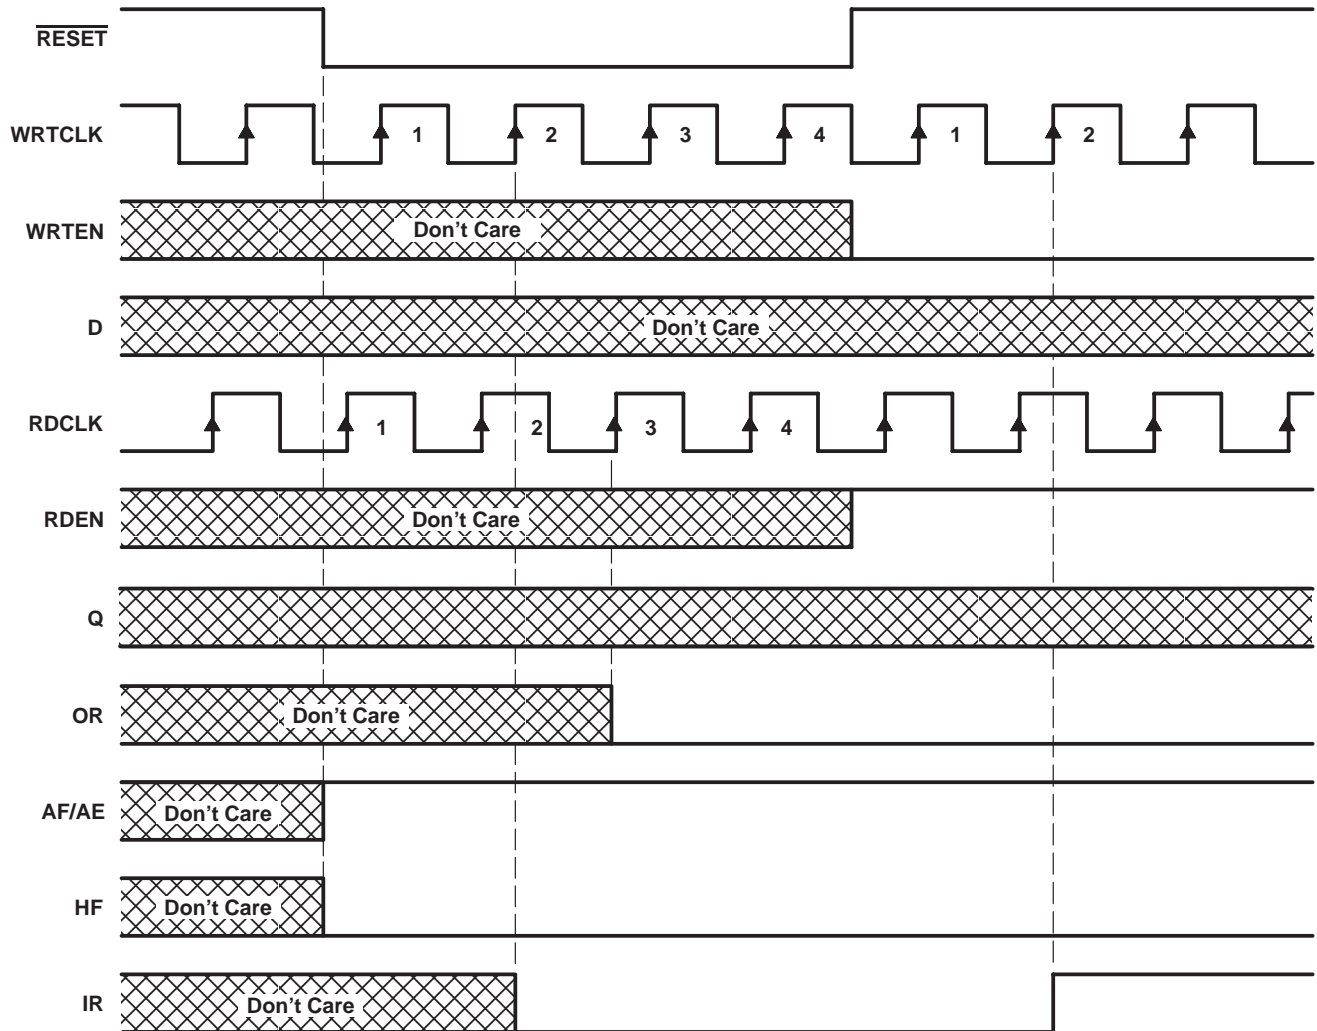 RESET
WRTCLK
1 2 3 4 1 2
WRTEN
Don't Care
D
Don't Care
RDCLK
1 2 3 4
RDEN
Don't Care
Q
OR
Don't Care
AF/AE
Don't Care
HF
Don't Care
IR
Don't Care